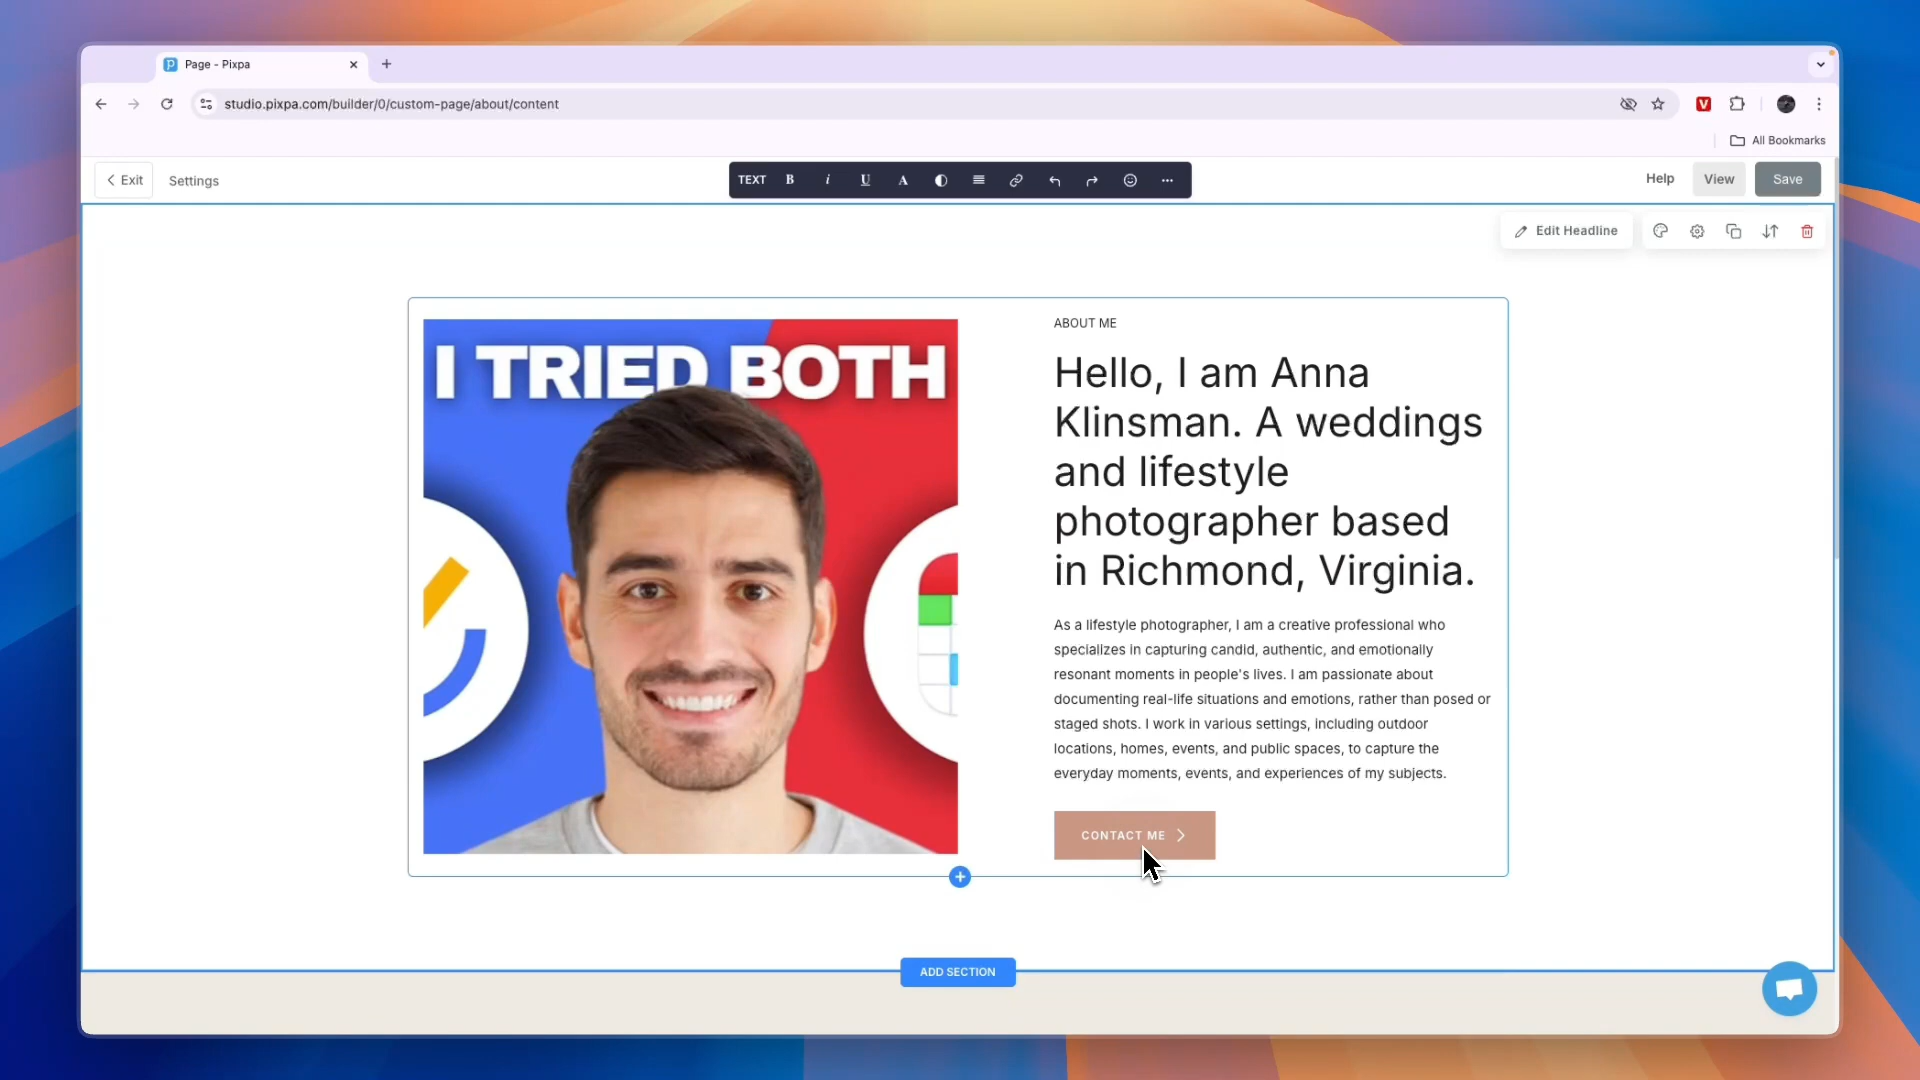 Page - Pixpa
studio.pixpa.com/builder/0/custom-page/about/content
V
All Bookmarks
Exit
Settings
TEXT B i U A
Help
View
Save
Edit Headline
I TRIED BOTH
ABOUT ME
Hello, I am Anna
Klinsman. A weddings
and lifestyle
photographer based
in Richmond, Virginia.
As a lifestyle photographer, I am a creative professional who
specializes in capturing candid, authentic, and emotionally
resonant moments in people's lives. I am passionate about
documenting real-life situations and emotions, rather than posed or
staged shots. I work in various settings, including outdoor
locations, homes, events, and public spaces, to capture the
everyday moments, events, and experiences of my subjects.
CONTACT ME
ADD SECTION